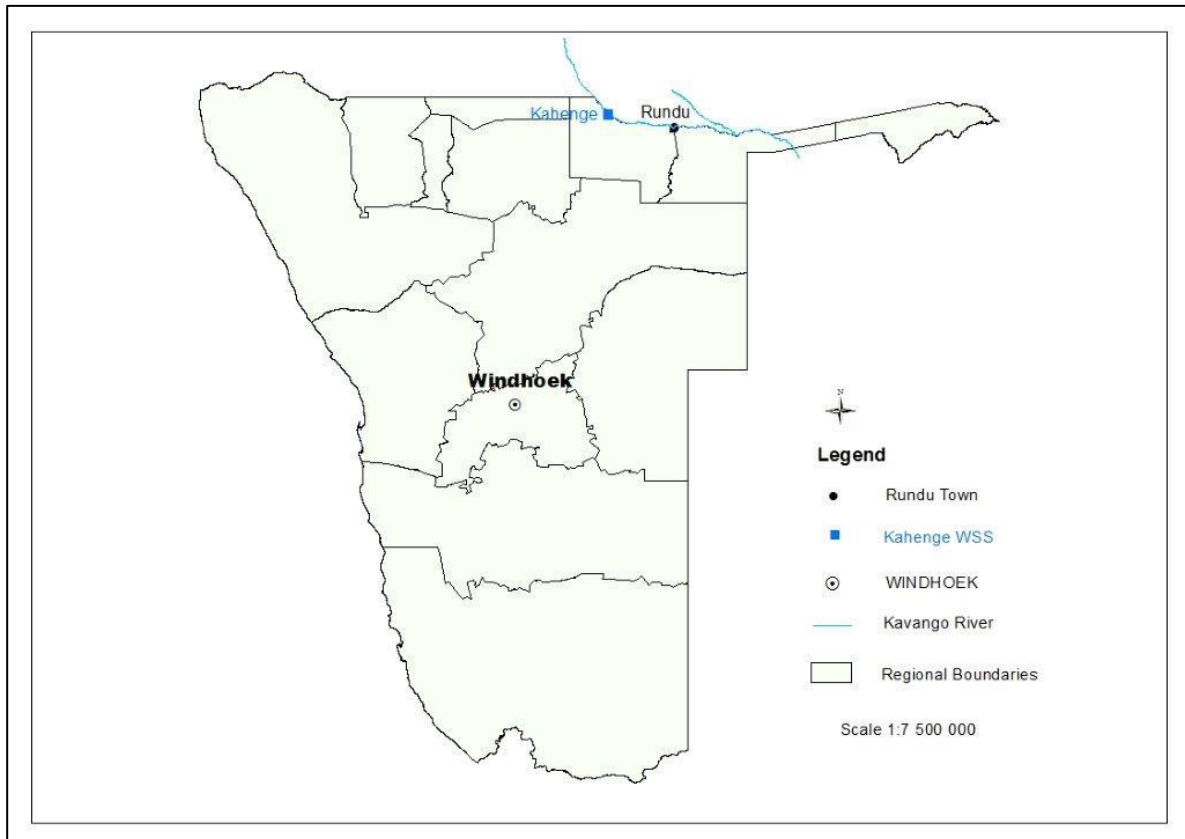 Kahenge
Rundu
Windhoek
N
Legend
Rundu Town
Kahenge WSS
WINDHOEK
Kavango River
Regional Boundaries
Scale 1:7 500 000